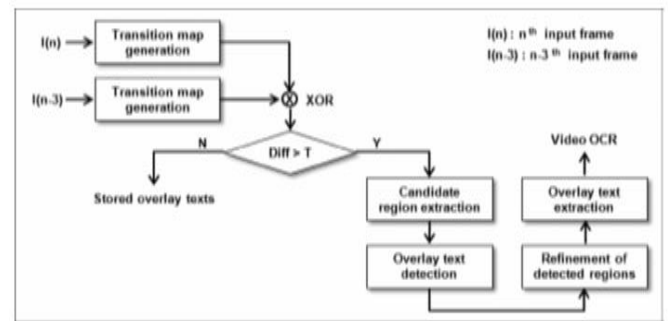 I(n)
Transition map
generation
I(n) : nth input frame
I(n-3) : n-3th input frame
I(n-3)
Transition map
generation
XOR
N
Diff > T
Y
Stored overlay texts
Candidate
region extraction
Overlay text
detection
Refinement of
detected regions
Overlay text
extraction
Video OCR